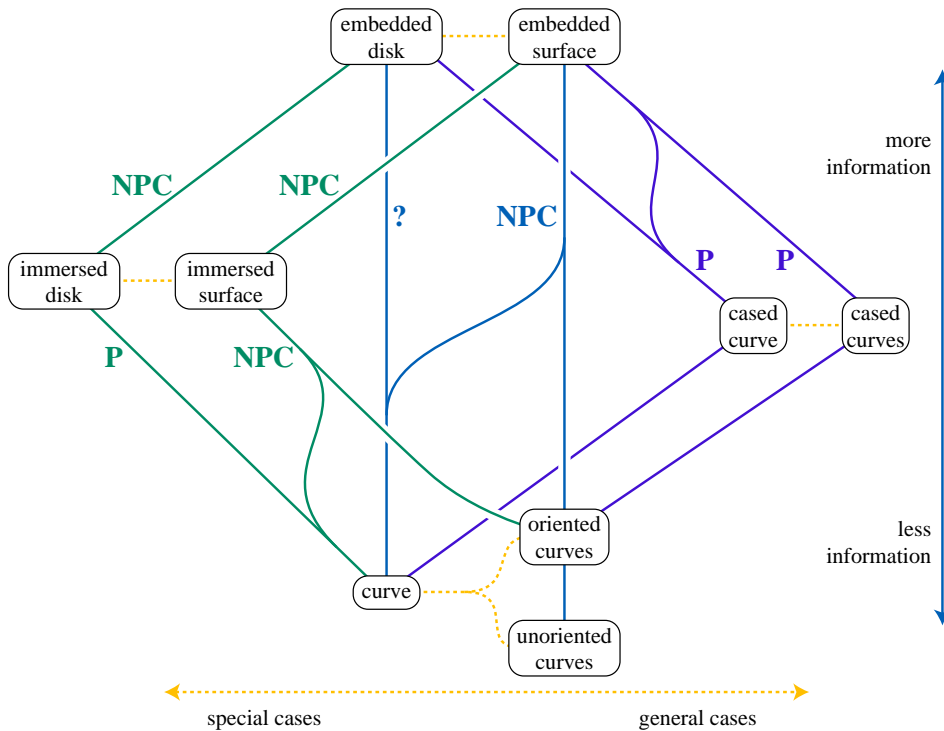 embedded
disk
embedded
surface
more
information
NPC
NPC
?
NPC
immersed
disk
immersed
surface
P
P
cased
curve
cased
curves
P
NPC
oriented
curves
less
information
curve
unoriented
curves
special cases
general cases